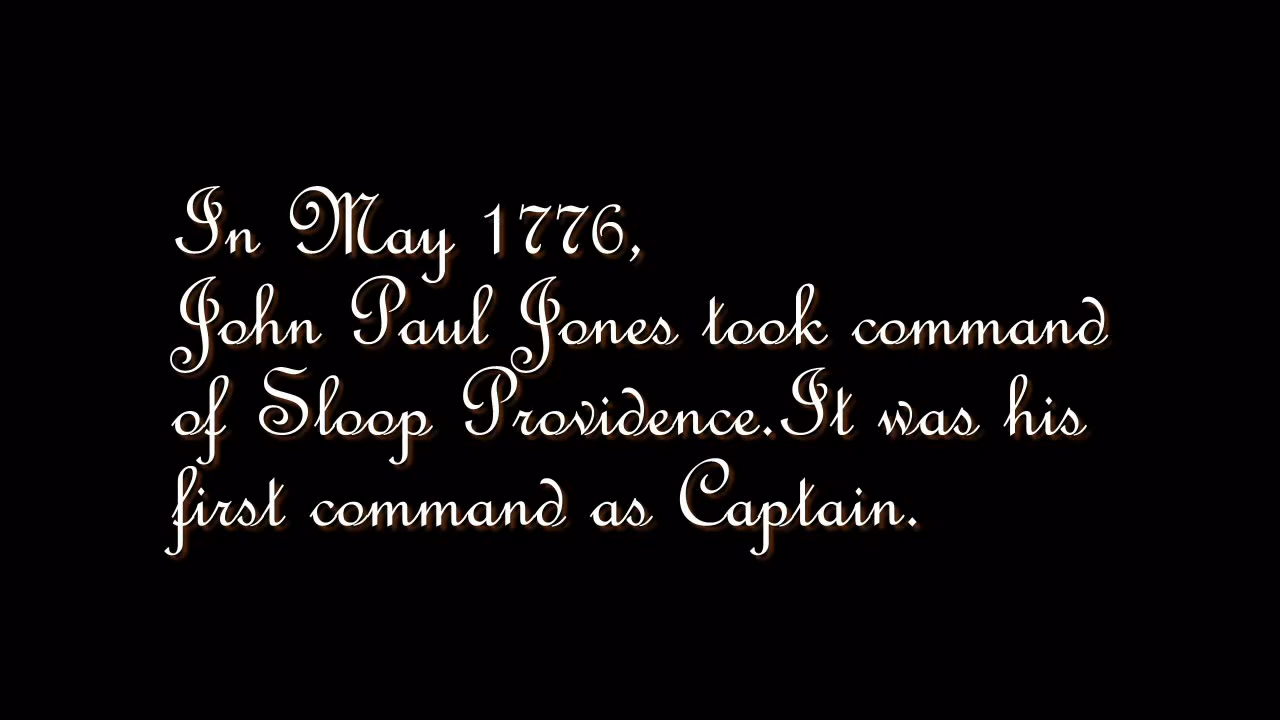 In May 1776,
John Paul Jones took command
of Sloop Providence.It was his
first command as Captain.